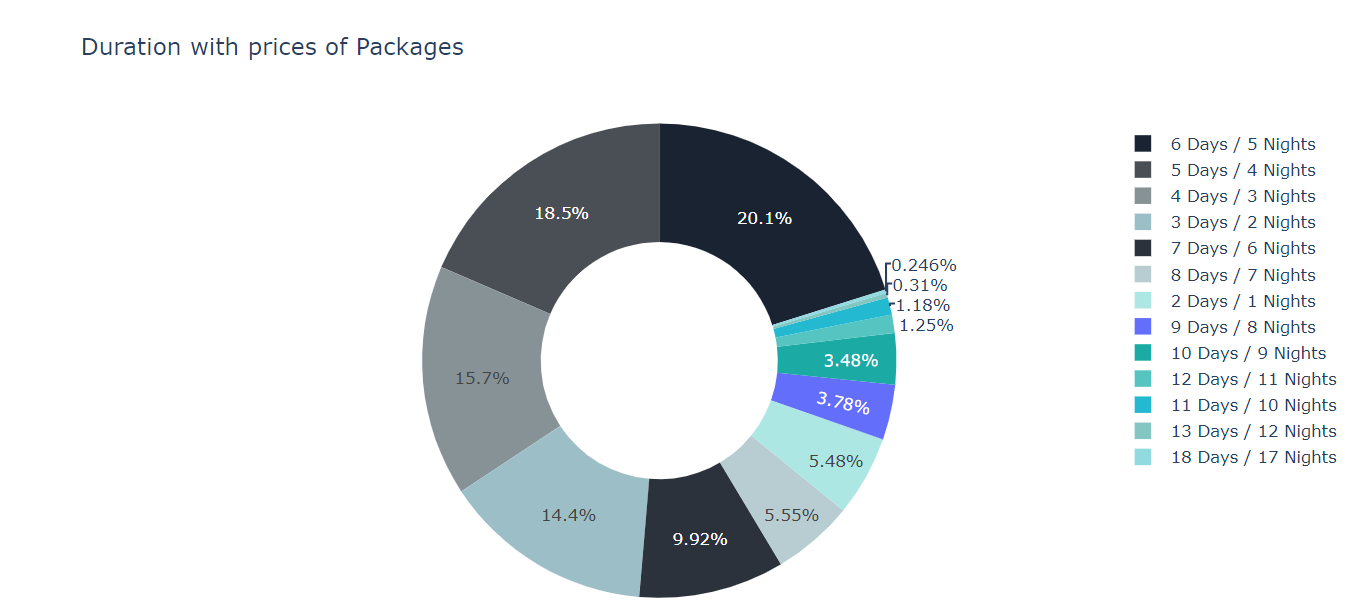 Duration with prices of Packages
20.1%
18.5%
15.7%
14.4%
9.92%
5.55%
5.48%
3.78%
3.48%
1.25%
1.18%
0.31%
0.246%
6 Days / 5 Nights
5 Days / 4 Nights
4 Days / 3 Nights
3 Days / 2 Nights
7 Days / 6 Nights
8 Days / 7 Nights
2 Days / 1 Nights
9 Days / 8 Nights
10 Days / 9 Nights
12 Days / 11 Nights
11 Days / 10 Nights
13 Days / 12 Nights
18 Days / 17 Nights